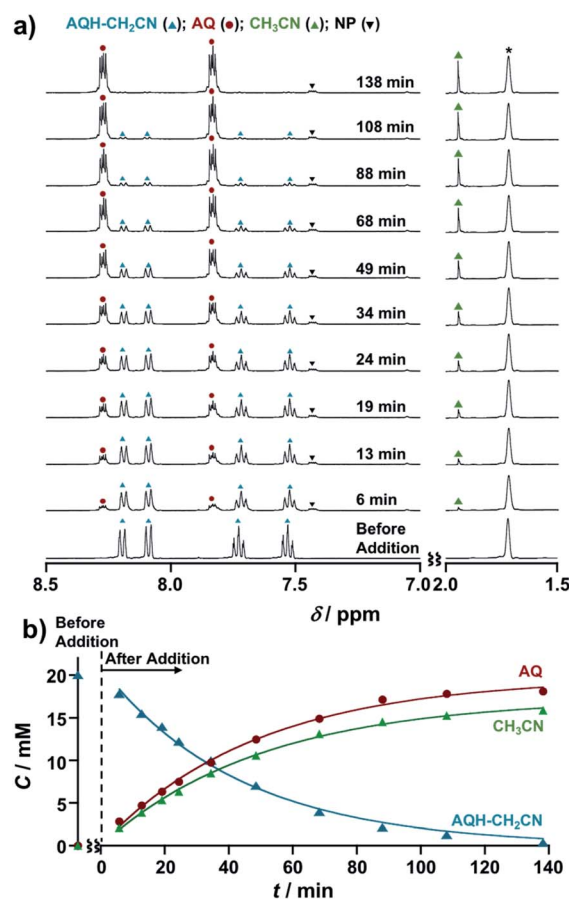 a)
AQH-CH₂CN (▲); AQ (●); CH₃CN (▲); NP (▼)
*
138 min
108 min
88 min
68 min
49 min
34 min
24 min
19 min
13 min
6 min
Before
Addition
8.5 8.0 7.5 7.0 2.0 1.5
δ / ppm
b)
Before
Addition
After Addition
AQ
CH₃CN
AQH-CH₂CN
C / mM
20
15
10
5
0
0 20 40 60 80 100 120 140
t / min